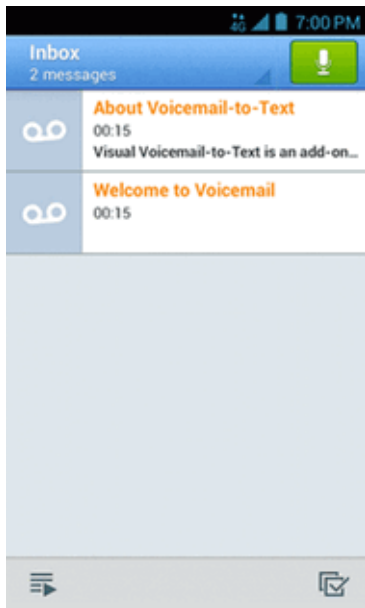 4G 7:00 PM
Inbox
2 messages
About Voicemail-to-Text
00:15
Visual Voicemail-to-Text is an add-on...
Welcome to Voicemail
00:15